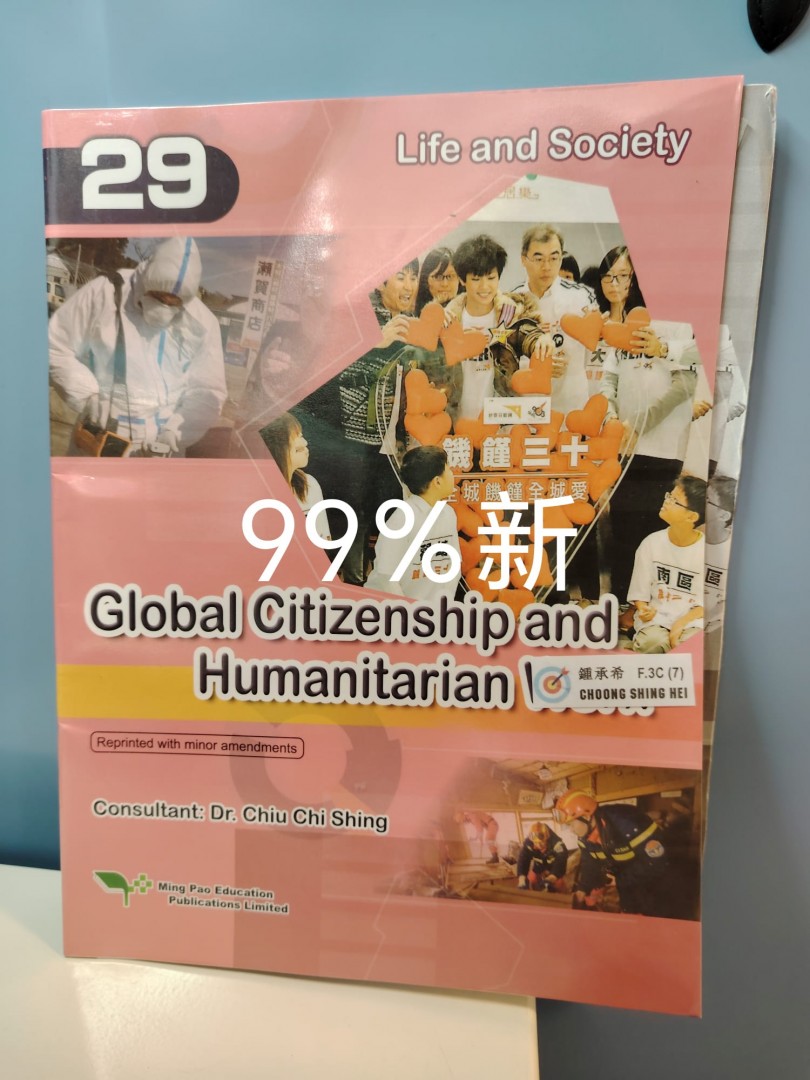 29
Life and Society
瀬賀商店
饑饉三十
全城饑饉全城愛
南區
99%新
Global Citizenship and
Humanitarian
鍾承希 F.3C (7)
CHOONG SHING HEI
Reprinted with minor amendments
Consultant: Dr. Chiu Chi Shing
Ming Pao Education
Publications Limited